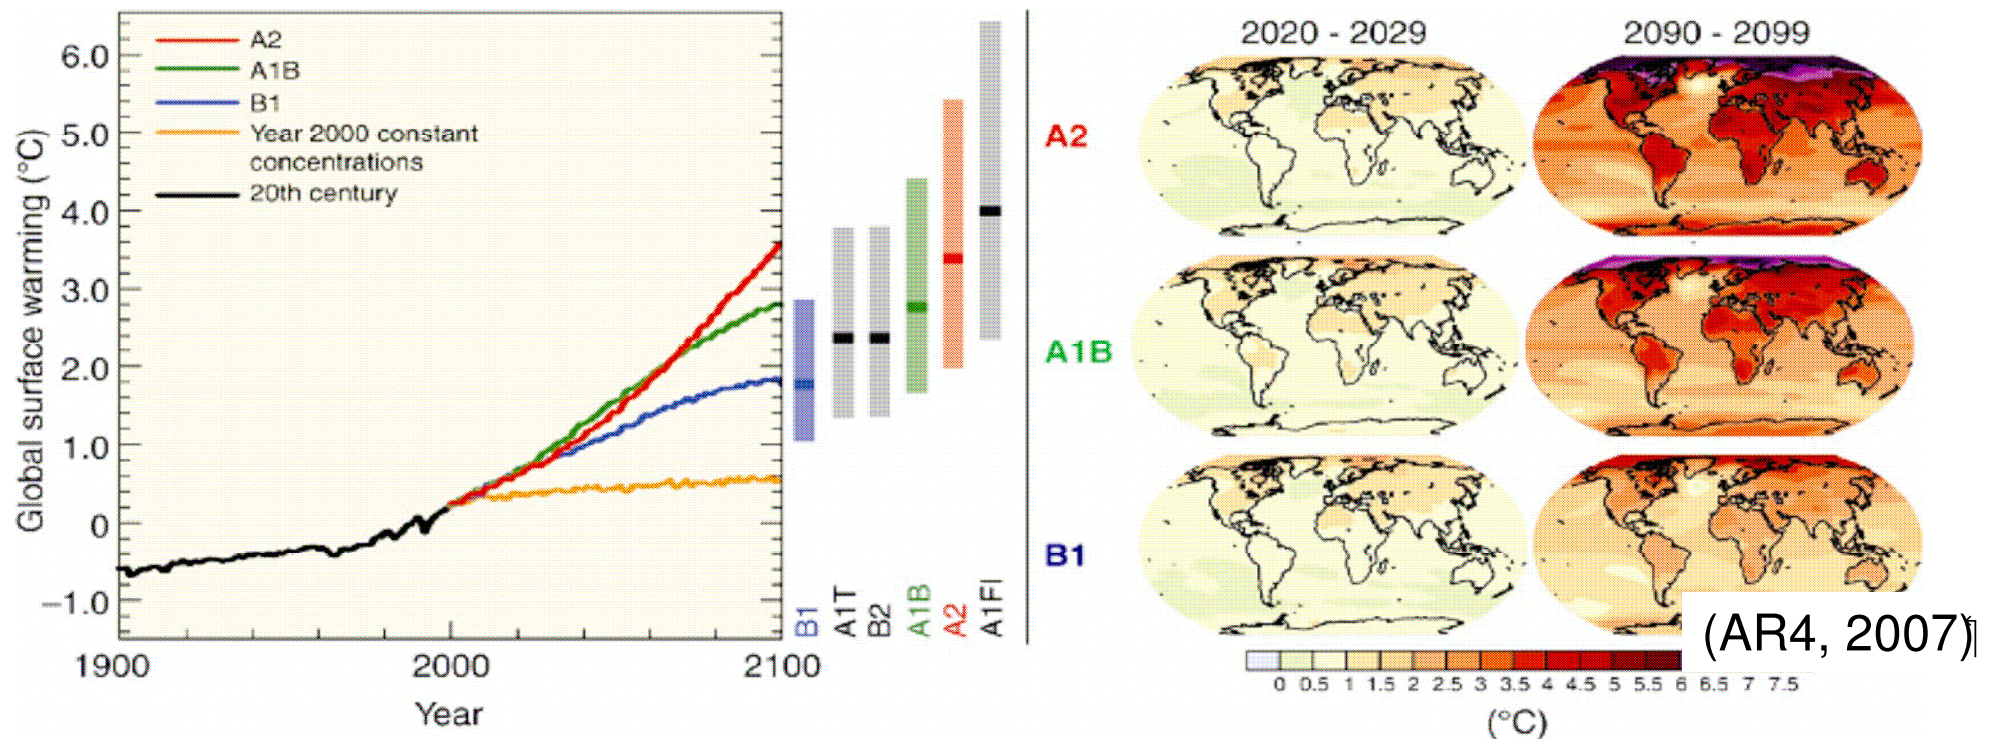 Global surface warming (°C)
6.0
5.0
4.0
3.0
2.0
1.0
0
−1.0
A2
A1B
B1
Year 2000 constant
concentrations
20th century
1900
2000
2100
Year
B1
A1T
B2
A1B
A2
A1FI
2020 - 2029
2090 - 2099
A2
A1B
B1
(AR4, 2007)
0 0.5 1 1.5 2 2.5 3 3.5 4 4.5 5 5.5 6 6.5 7 7.5
(°C)